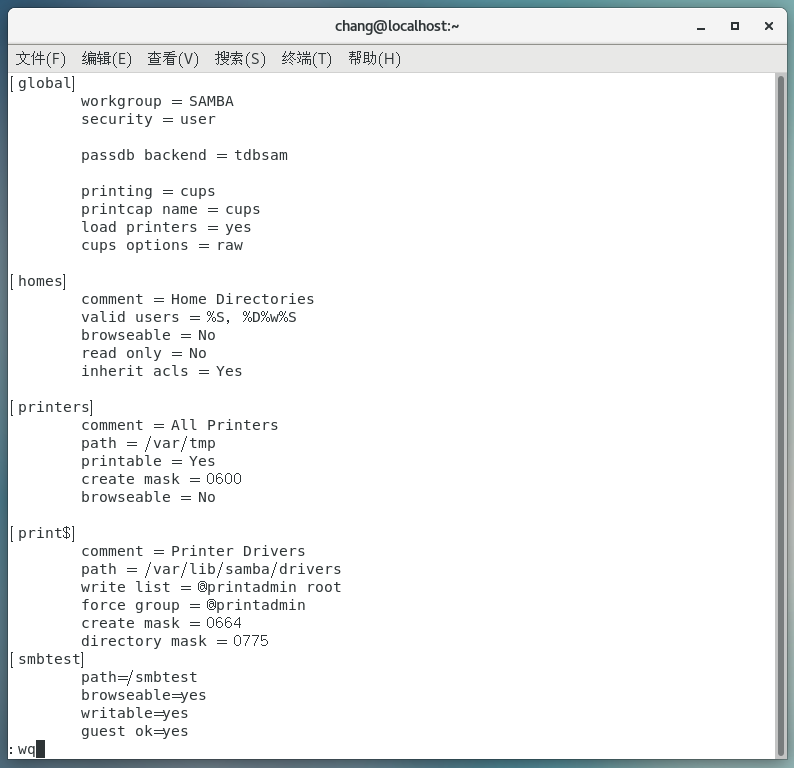 chang@localhost:~
文件(F) 编辑(E) 查看(V) 搜索(S) 终端(T) 帮助(H)
[global]
workgroup = SAMBA
security = user
passdb backend = tdbsam
printing = cups
printcap name = cups
load printers = yes
cups options = raw
[homes]
comment = Home Directories
valid users = %S, %D%w%S
browseable = No
read only = No
inherit acls = Yes
[printers]
comment = All Printers
path = /var/tmp
printable = Yes
create mask = 0600
browseable = No
[print$]
comment = Printer Drivers
path = /var/lib/samba/drivers
write list = @printadmin root
force group = @printadmin
create mask = 0664
directory mask = 0775
[smbtest]
path=/smbtest
browseable=yes
writable=yes
guest ok=yes
:wq